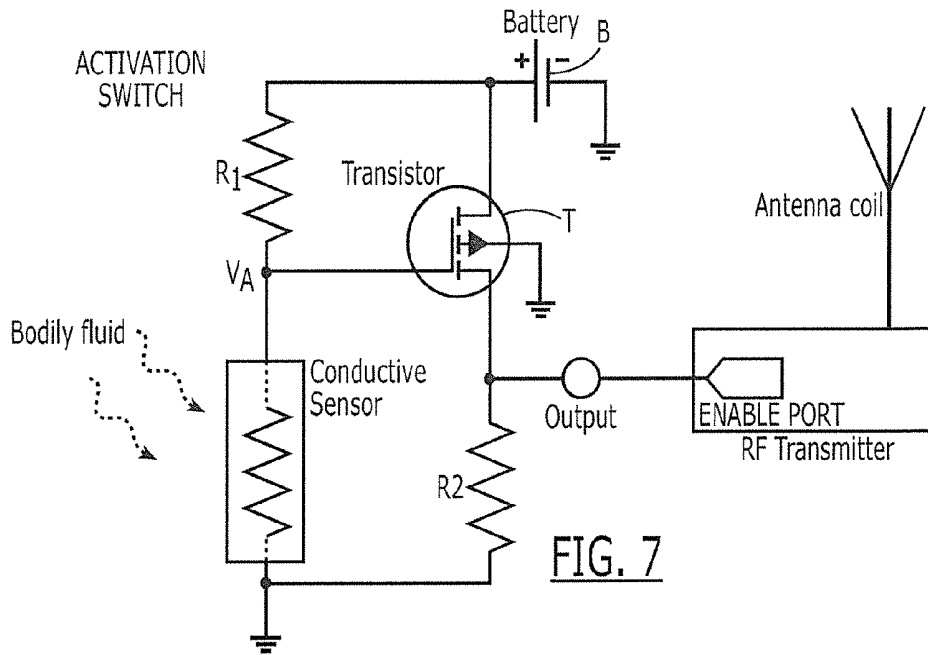 Battery
B
+
−
ACTIVATION
SWITCH
R1
Transistor
T
Antenna coil
VA
Bodily fluid
Conductive
Sensor
Output
ENABLE PORT
RF Transmitter
R2
FIG. 7